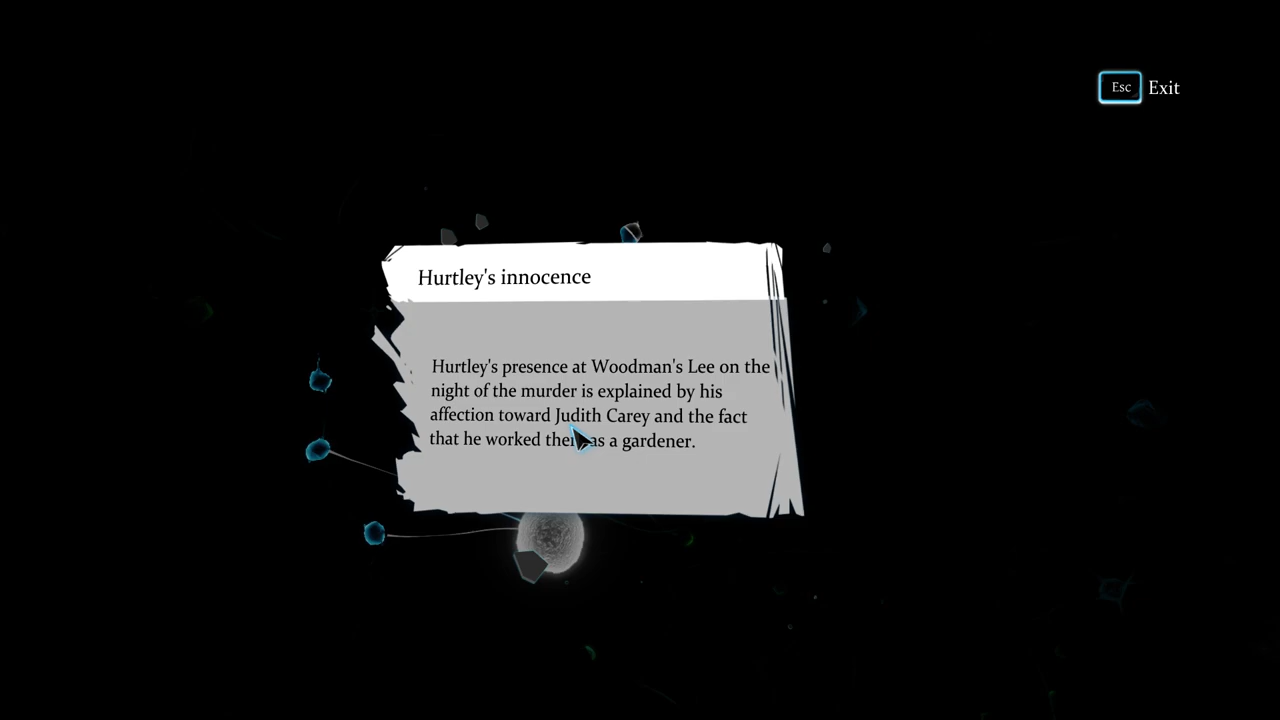 Esc Exit
Hurtley's innocence
Hurtley's presence at Woodman's Lee on the
night of the murder is explained by his
affection toward Judith Carey and the fact
that he worked as a gardener.